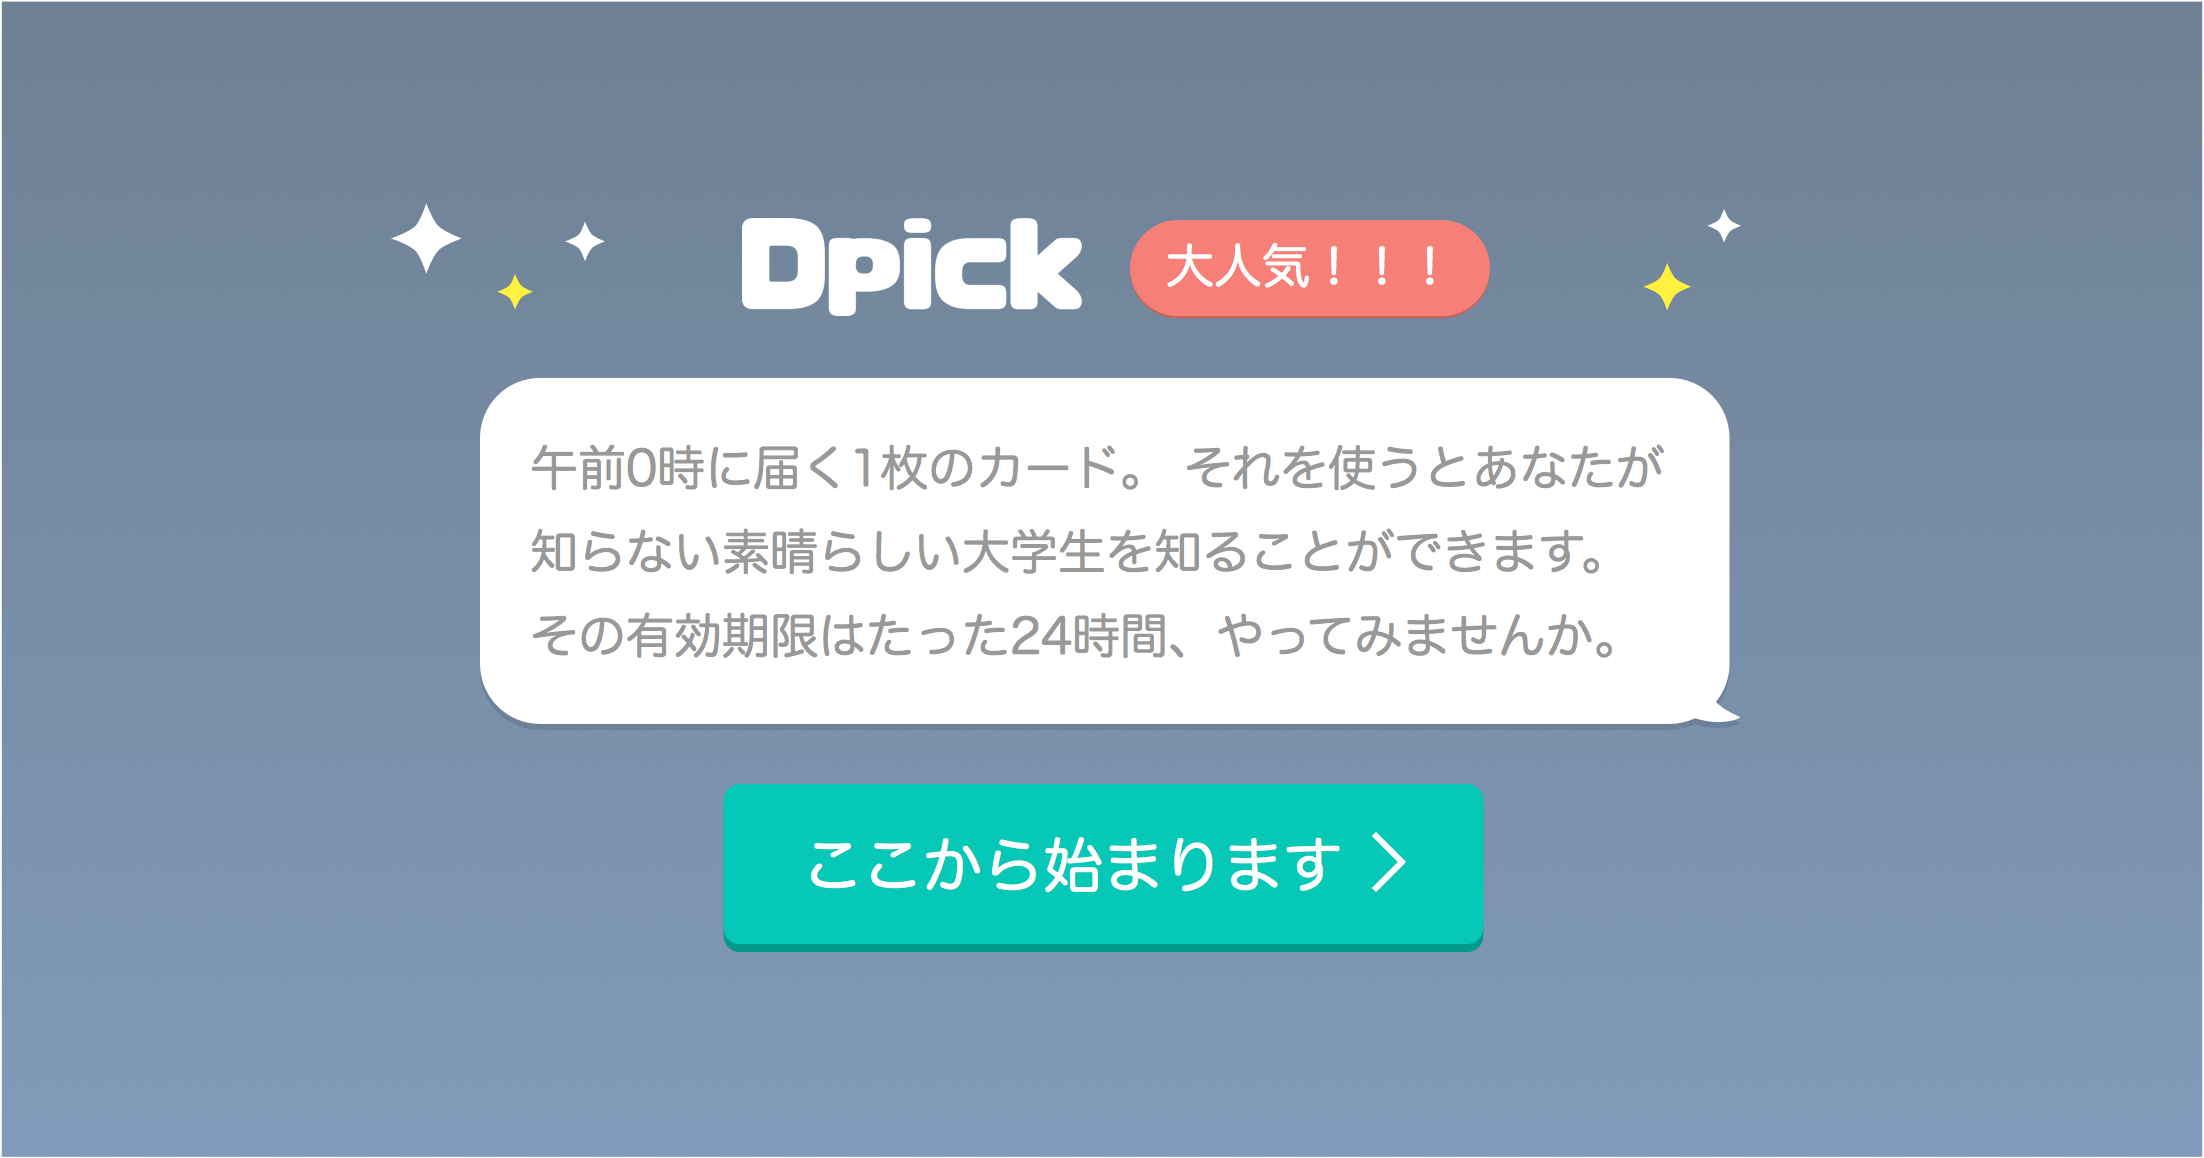 Dpick 大人気！！！
午前0時に届く1枚のカード。 それを使うとあなたが
知らない素晴らしい大学生を知ることができます。
その有効期限はたった24時間、やってみませんか。
ここから始まります